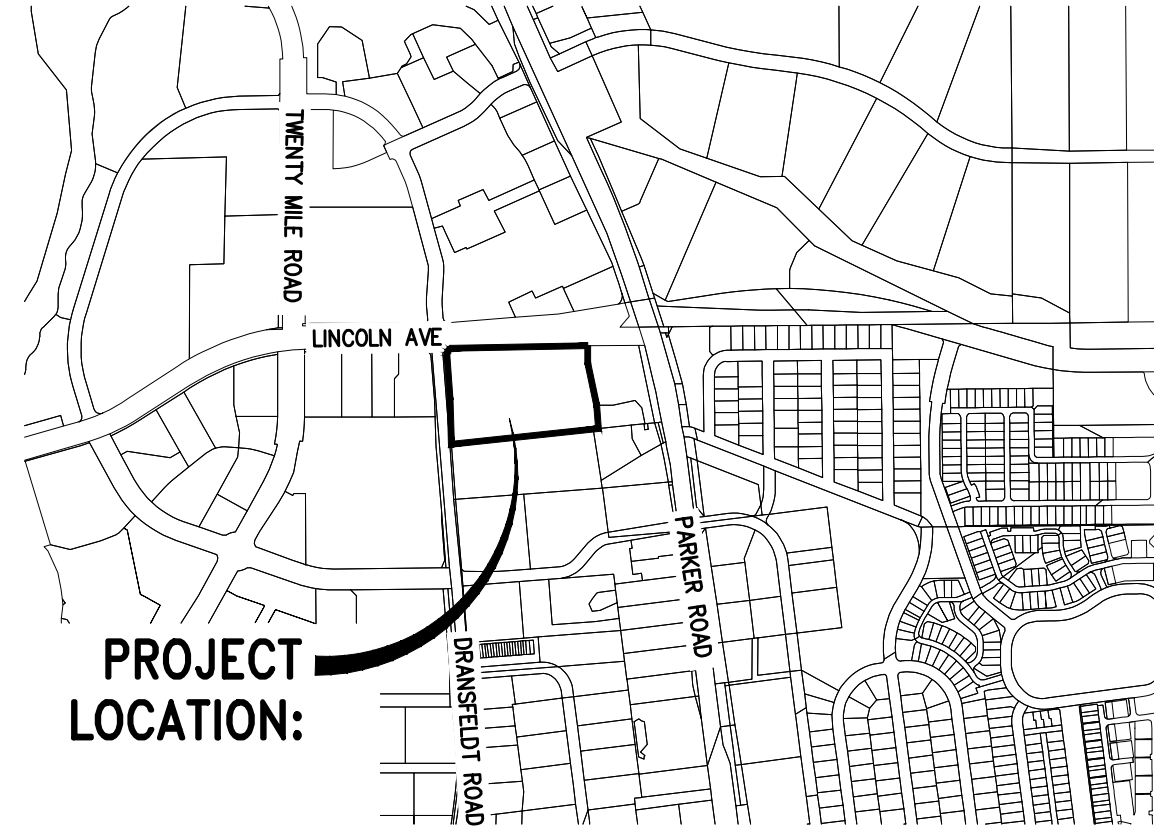 TWENTY MILE ROAD
LINCOLN AVE
PARKER ROAD
PROJECT
LOCATION:
DRANSFELDT ROAD